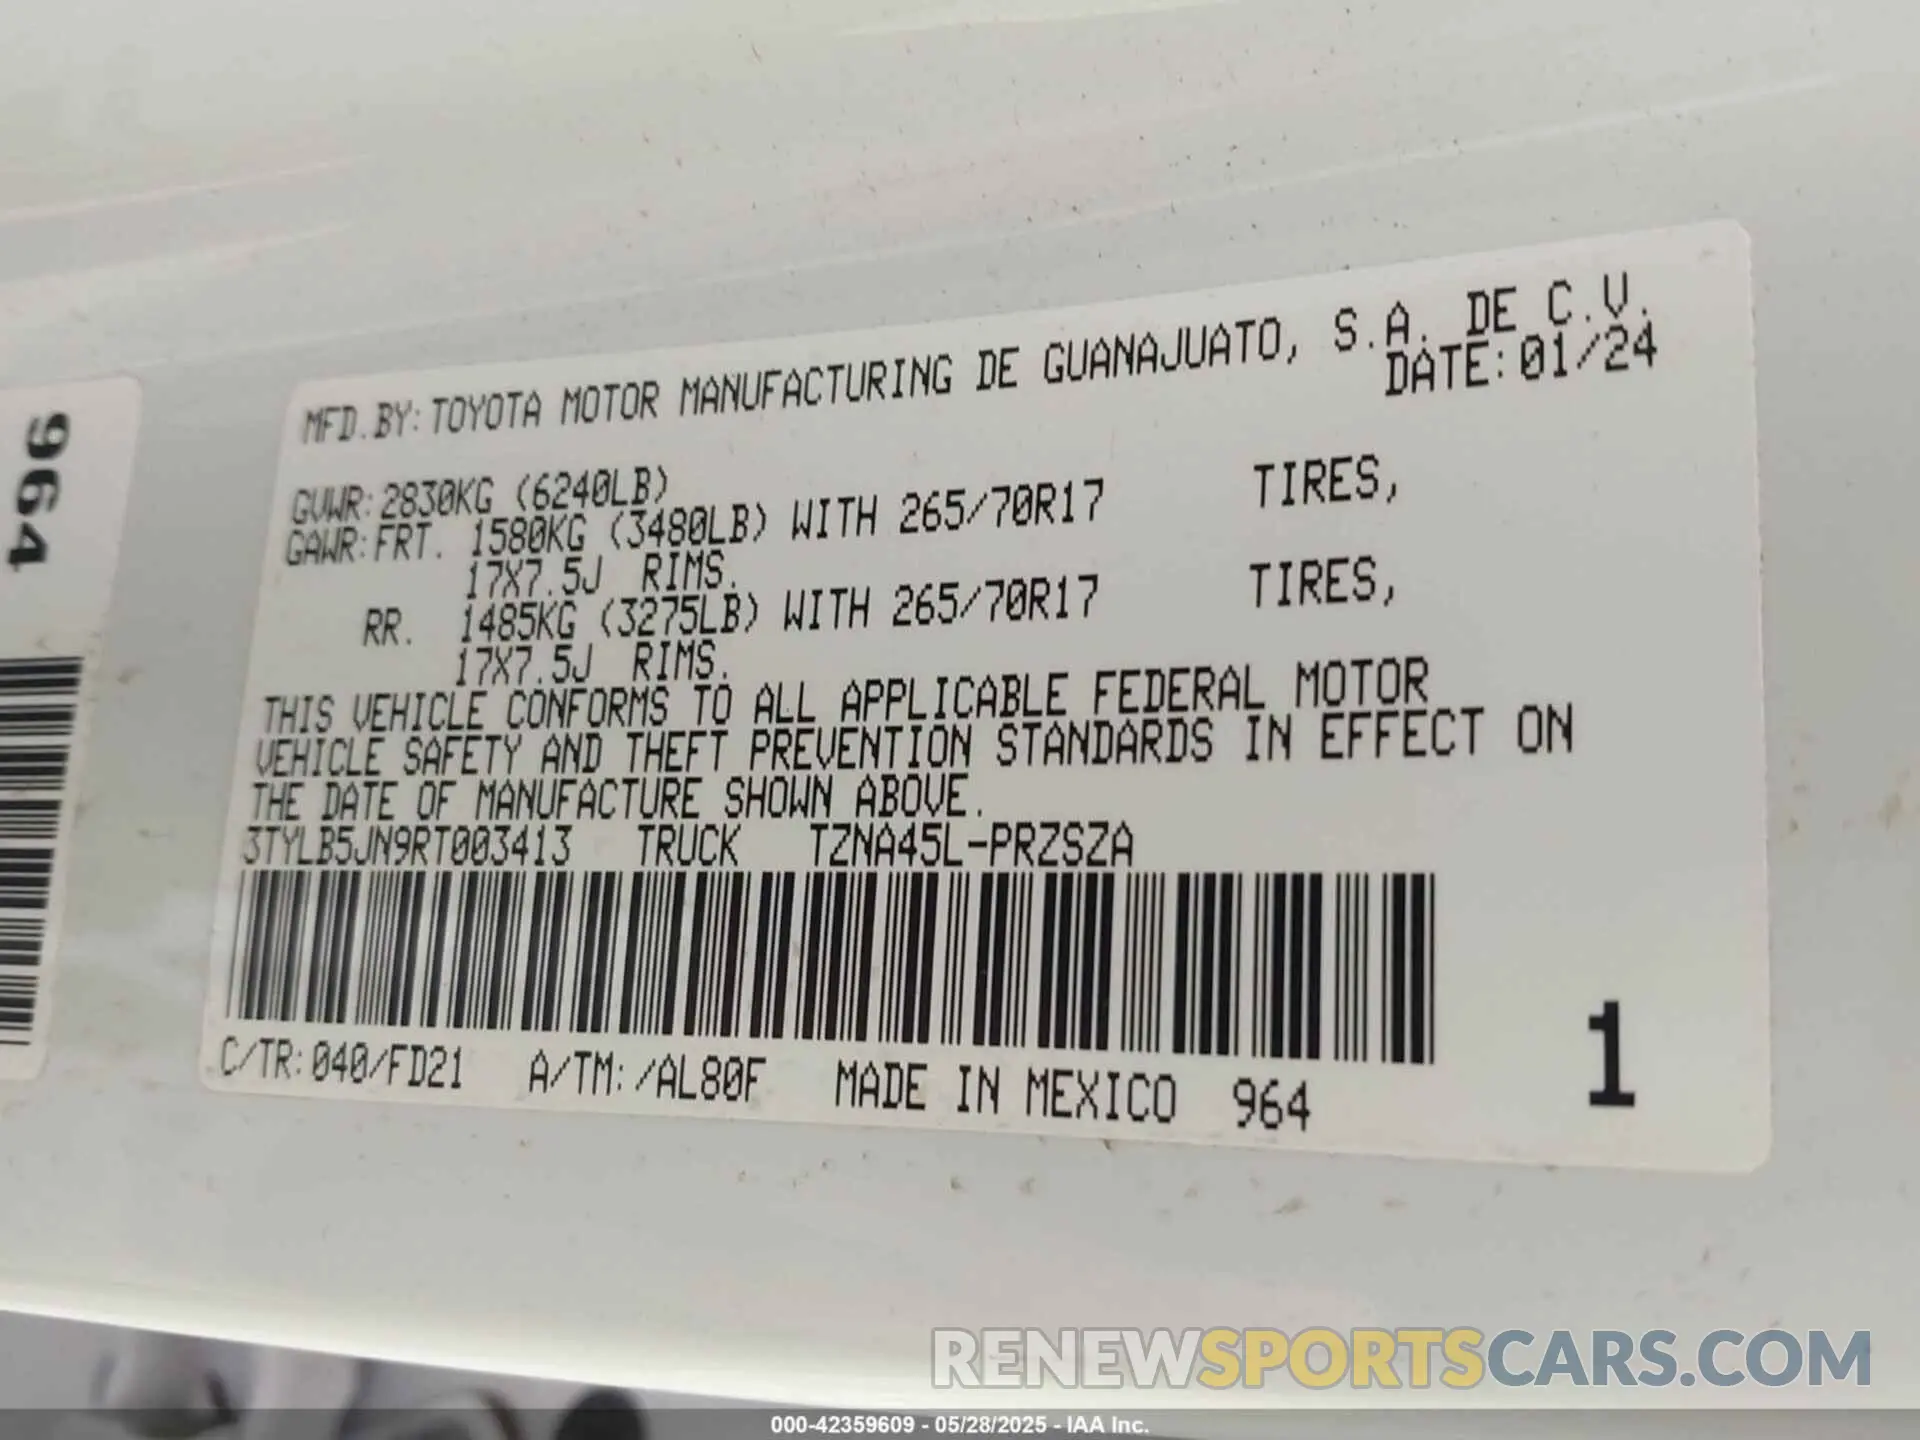 964
MFD.BY:TOYOTA MOTOR MANUFACTURING DE GUANAJUATO, S.A. DE C.V.
DATE:01/24
GVWR:2830KG (6240LB)
GAWR:FRT. 1580KG (3480LB) WITH 265/70R17 TIRES,
17X7.5J RIMS.
RR. 1485KG (3275LB) WITH 265/70R17 TIRES,
17X7.5J RIMS.
THIS VEHICLE CONFORMS TO ALL APPLICABLE FEDERAL MOTOR
VEHICLE SAFETY AND THEFT PREVENTION STANDARDS IN EFFECT ON
THE DATE OF MANUFACTURE SHOWN ABOVE.
3TYLB5JN9RT003413 TRUCK TZNA45L-PRZSZA
C/TR:040/FD21 A/TM:/AL80F MADE IN MEXICO 964
1
RENEWSPORTSCARS.COM
000-42359609 - 05/28/2025 - IAA Inc.